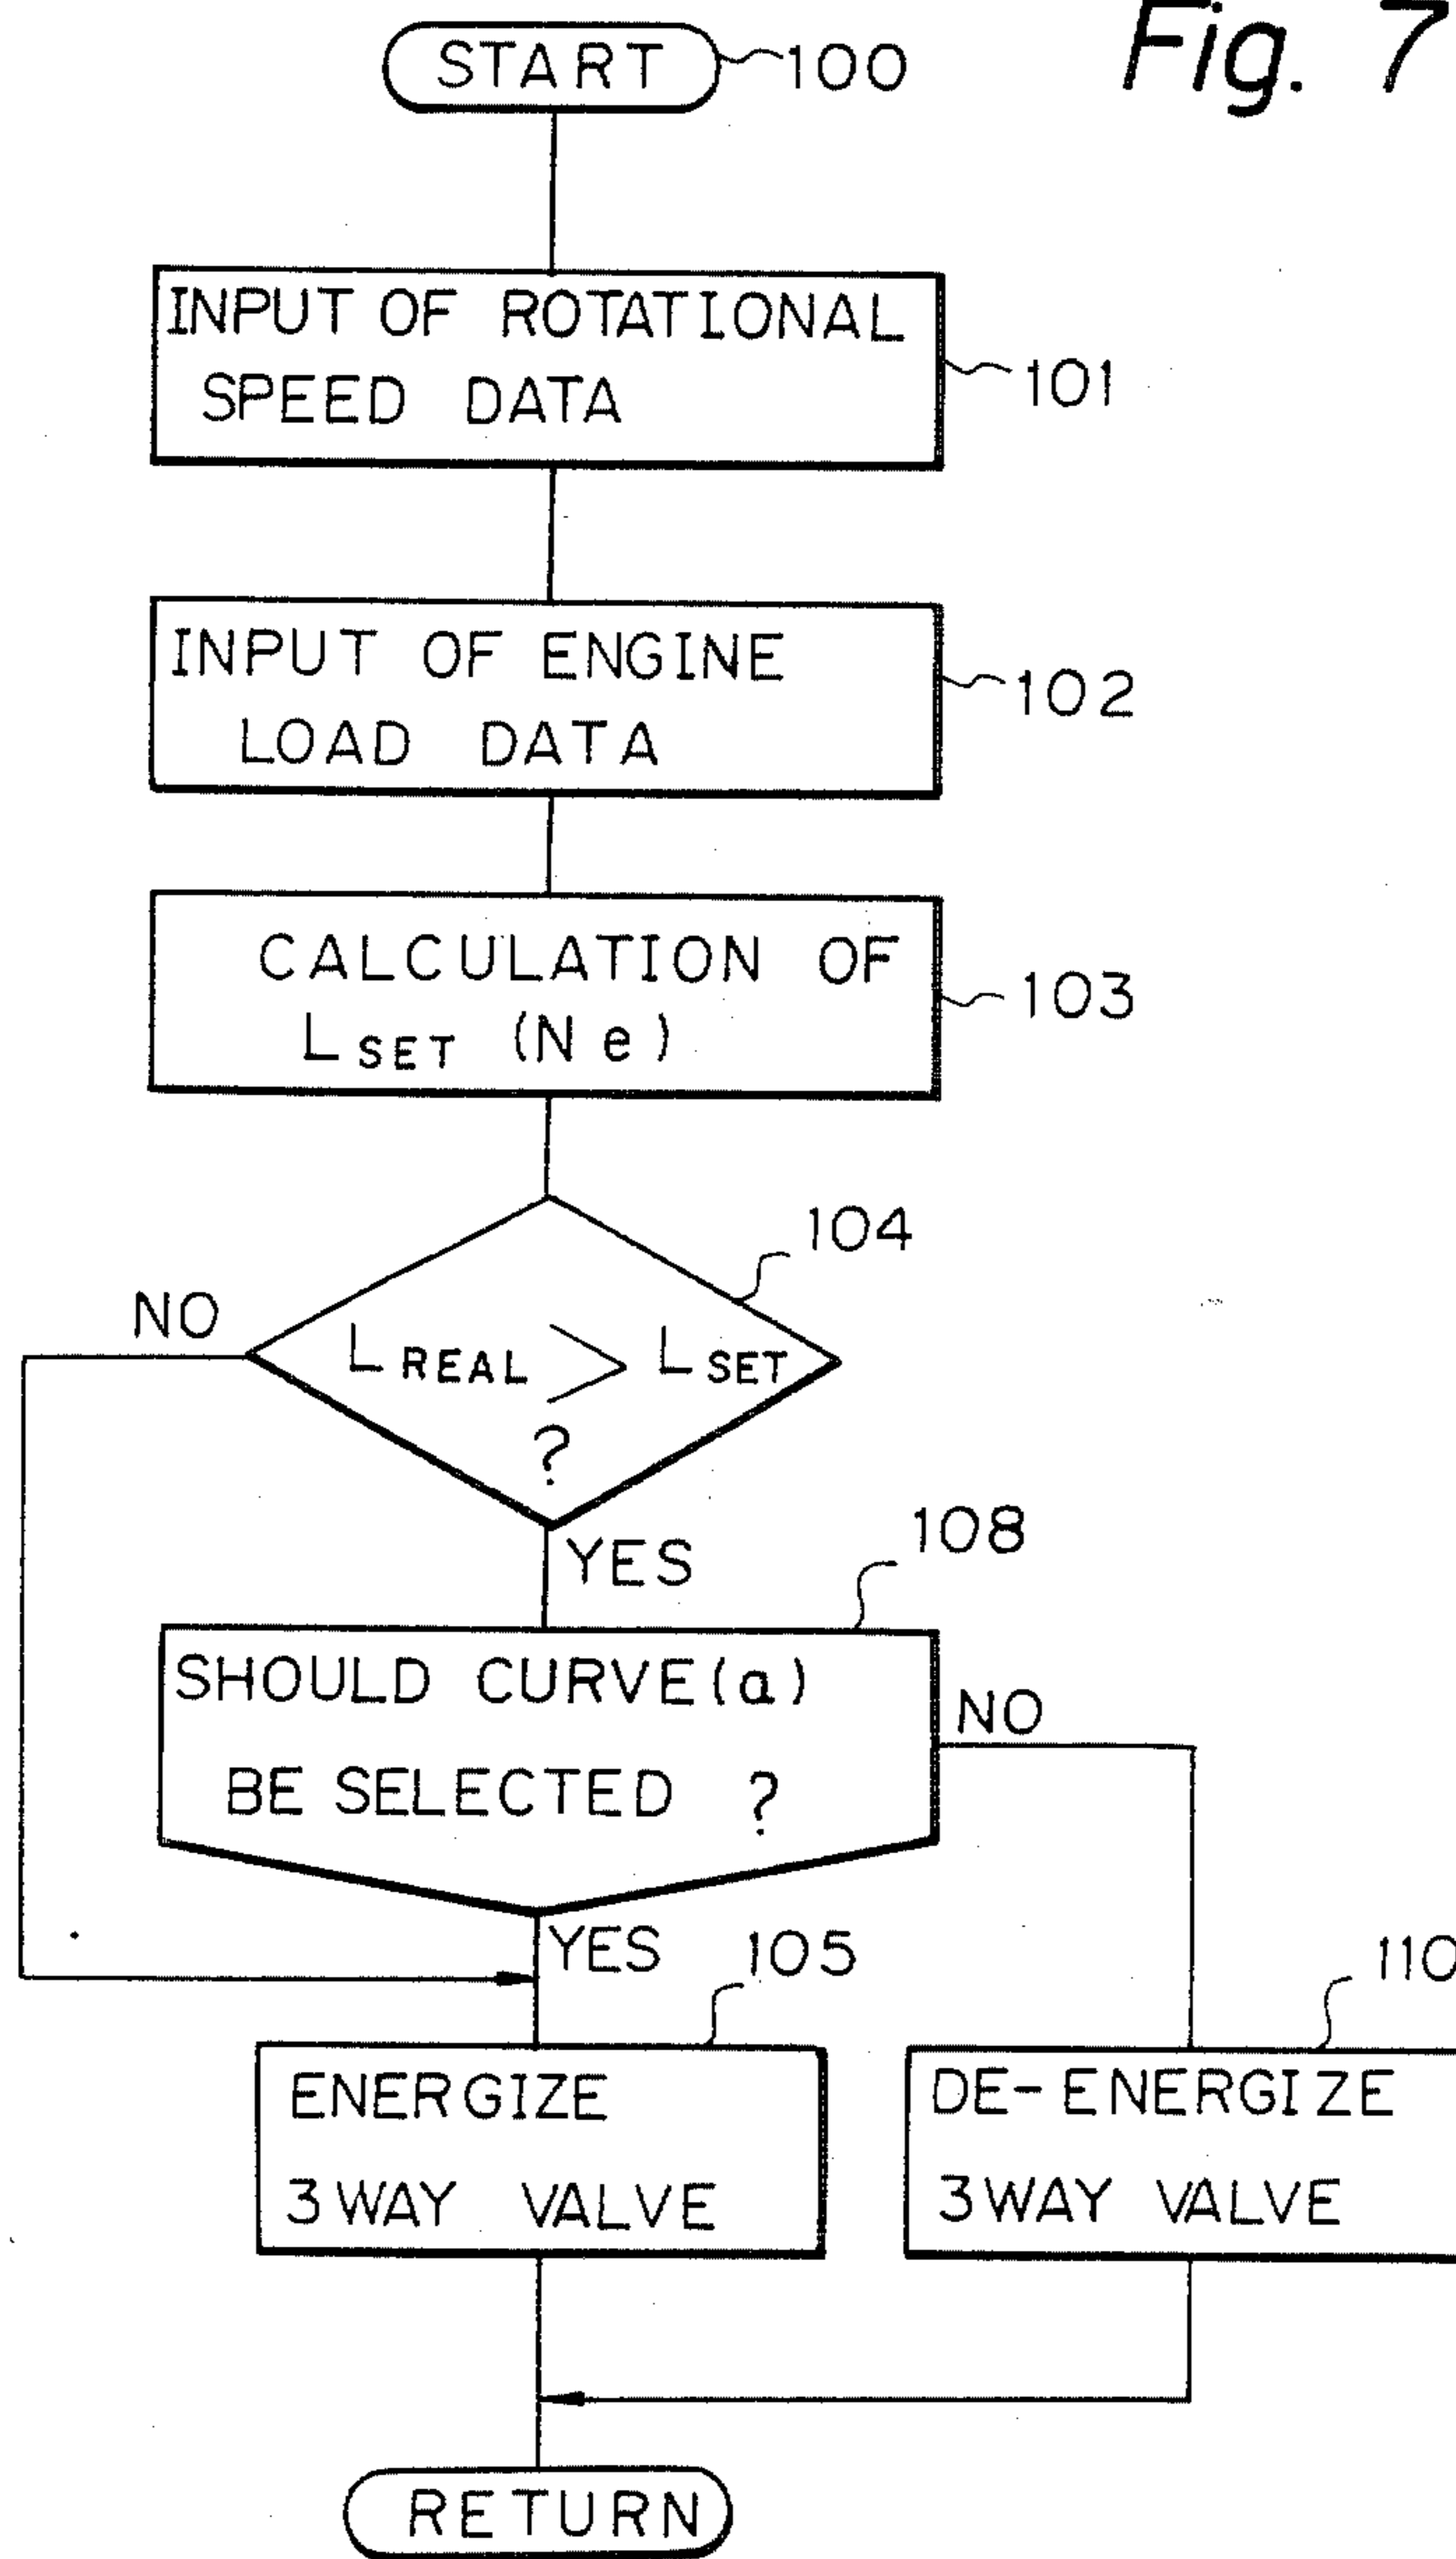 Fig. 7
START 100
INPUT OF ROTATIONAL
SPEED DATA
101
INPUT OF ENGINE
LOAD DATA
102
CALCULATION OF
LSET (Ne)
103
104
NO
LREAL > LSET
?
YES
108
SHOULD CURVE(a)
BE SELECTED ?
NO
YES
105
110
ENERGIZE
3WAY VALVE
DE-ENERGIZE
3WAY VALVE
RETURN